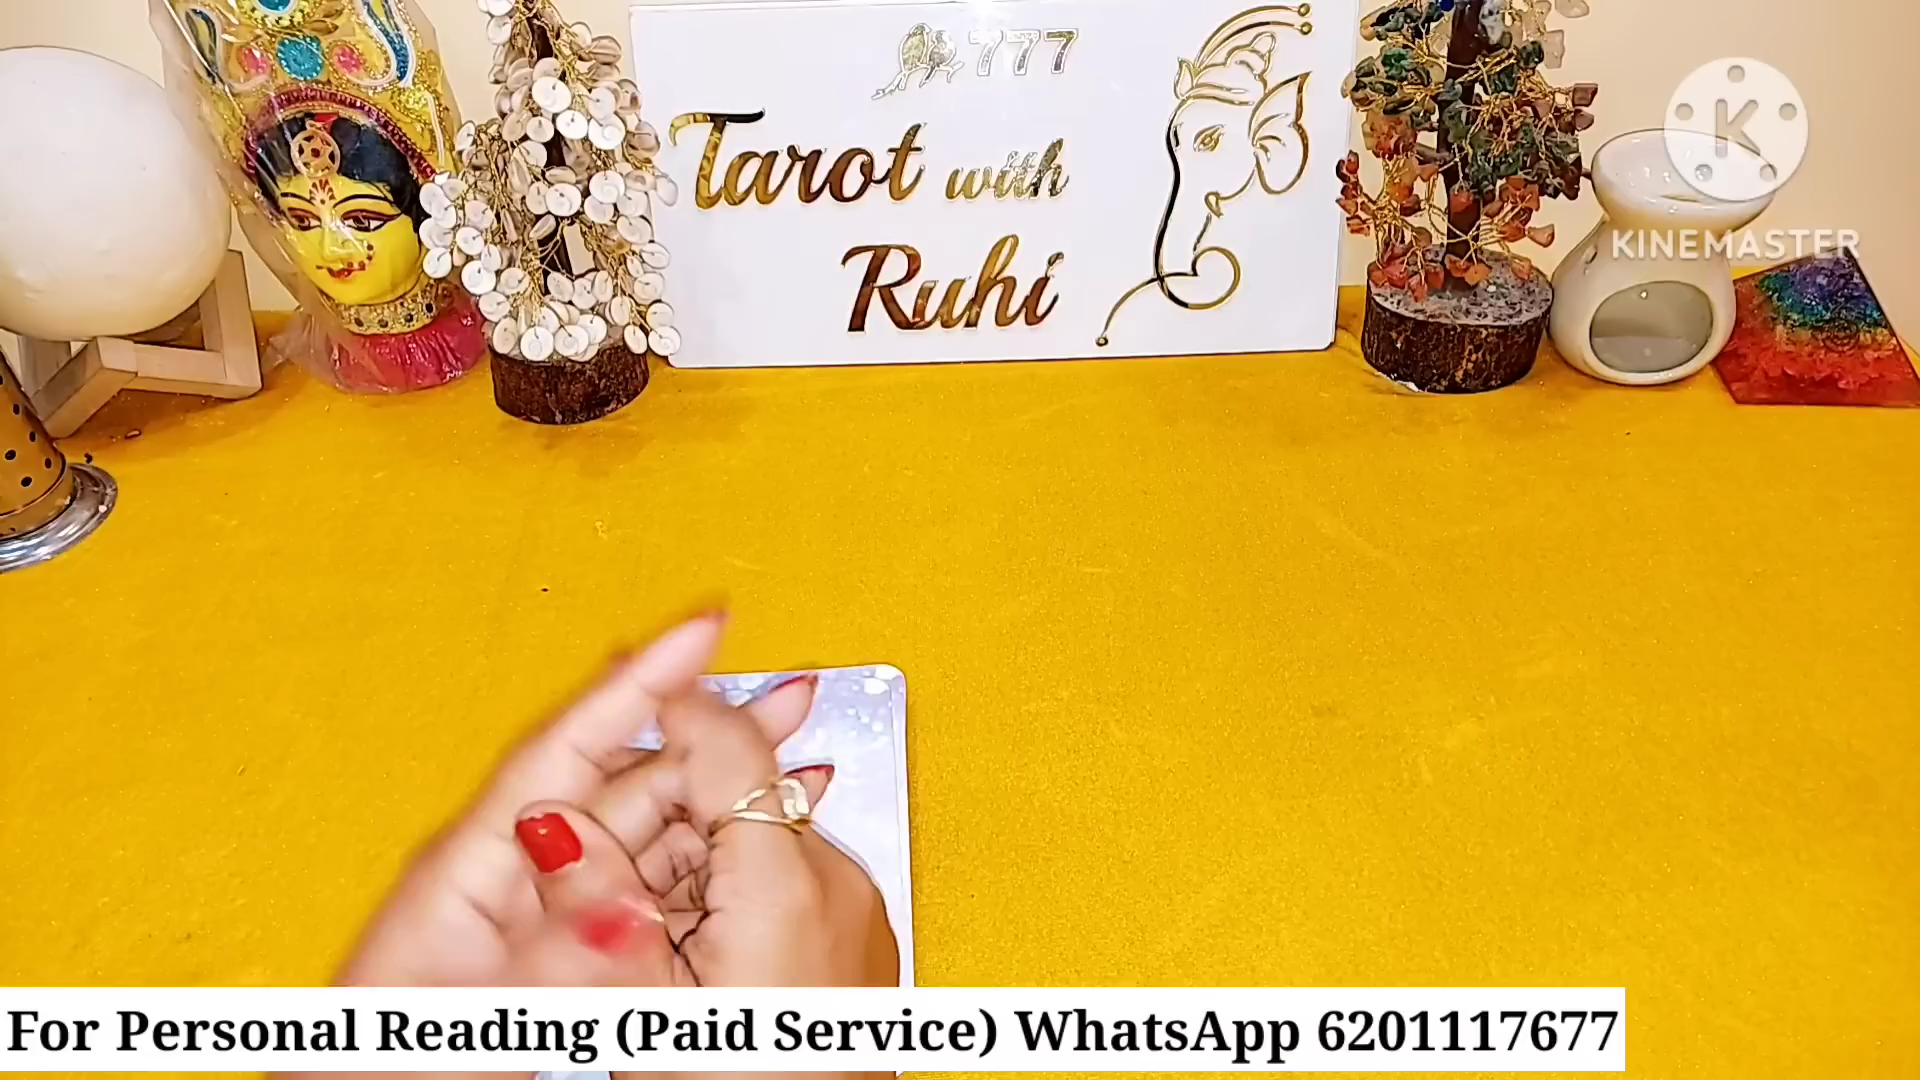 777
Tarot with
Ruhi
K
KINEMASTER
For Personal Reading (Paid Service) WhatsApp 6201117677